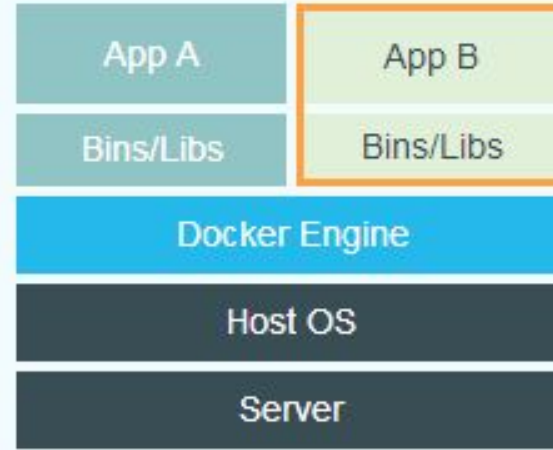 App A
App B
Bins/Libs
Bins/Libs
Docker Engine
Host OS
Server